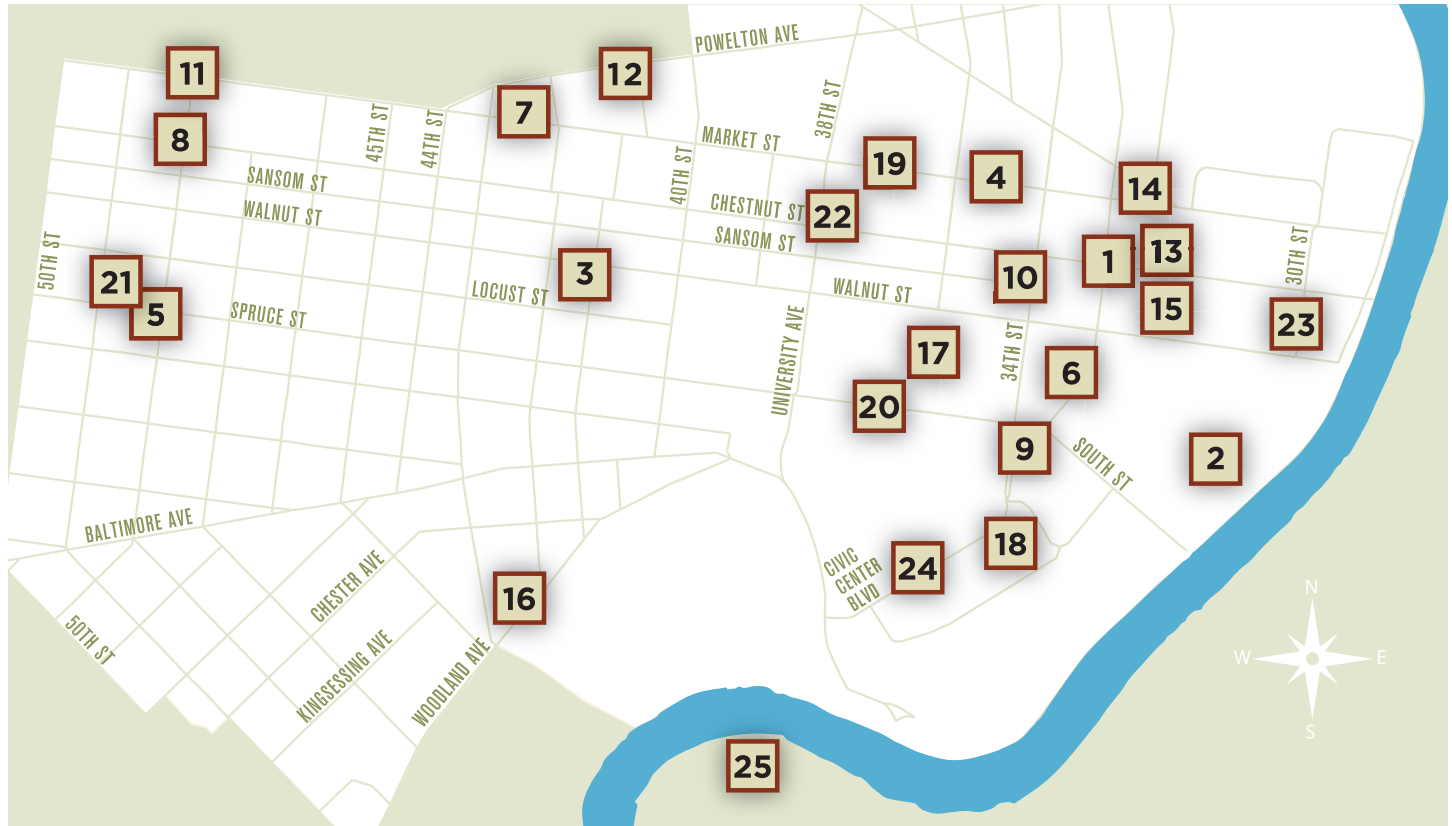 POWELTON AVE
11
12
7
8
45TH ST
44TH ST
38TH ST
MARKET ST
40TH ST
19
4
14
SANSOM ST
WALNUT ST
CHESTNUT ST
22
SANSOM ST
50TH ST
21
5
SPRUCE ST
LOCUST ST
3
WALNUT ST
10
1
13
15
30TH ST
23
UNIVERSITY AVE
17
34TH ST
6
20
9
SOUTH ST
2
BALTIMORE AVE
CHESTER AVE
50TH ST
KINGSESSING AVE
WOODLAND AVE
16
CIVIC
CENTER
BLVD
24
18
25
N
W
E
S